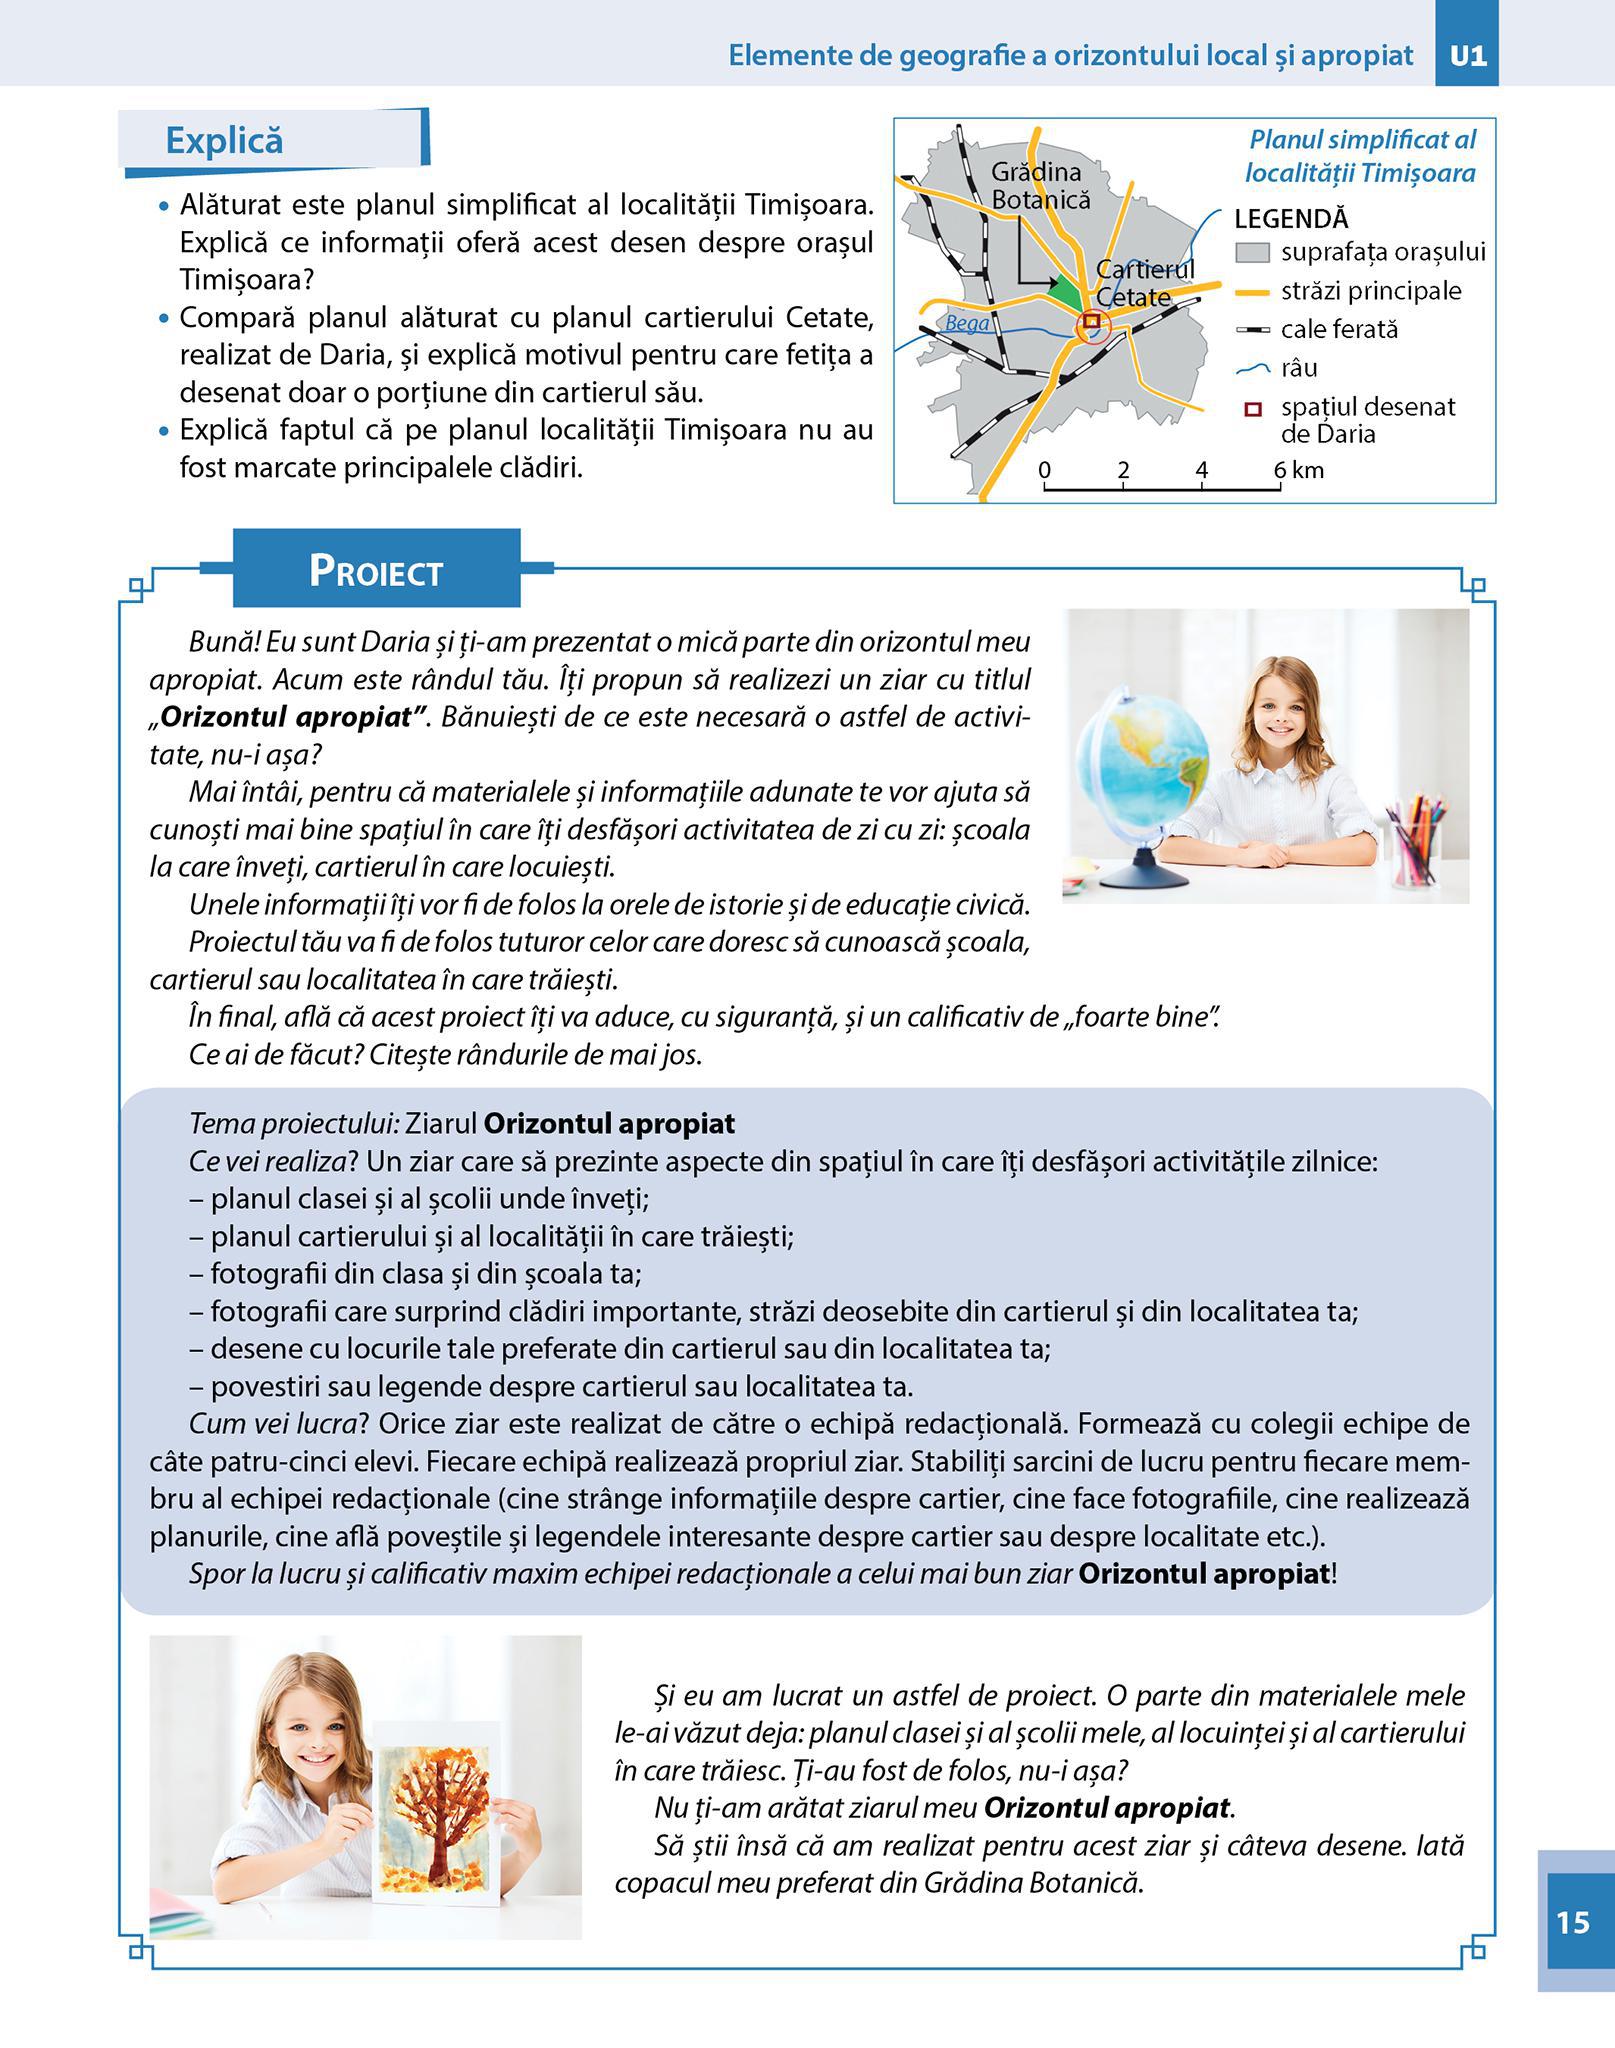 Elemente de geografie a orizontului local și apropiat
U1
Explică
• Alăturat este planul simplificat al localității Timișoara.
Explică ce informații oferă acest desen despre orașul
Timișoara?
• Compară planul alăturat cu planul cartierului Cetate,
realizat de Daria, și explică motivul pentru care fetița a
desenat doar o porțiune din cartierul său.
• Explică faptul că pe planul localității Timișoara nu au
fost marcate principalele clădiri.
Planul simplificat al
localității Timișoara
Grădina
Botanică
Cartierul
Cetate
Bega
LEGENDĂ
suprafața orașului
străzi principale
cale ferată
râu
spațiul desenat
de Daria
0 2 4 6 km
PROIECT
Bună! Eu sunt Daria și ți-am prezentat o mică parte din orizontul meu
apropiat. Acum este rândul tău. Îți propun să realizezi un ziar cu titlul
„Orizontul apropiat”. Bănuiești de ce este necesară o astfel de activi-
tate, nu-i așa?
Mai întâi, pentru că materialele și informațiile adunate te vor ajuta să
cunoști mai bine spațiul în care îți desfășori activitatea de zi cu zi: școala
la care înveți, cartierul în care locuiești.
Unele informații îți vor fi de folos la orele de istorie și de educație civică.
Proiectul tău va fi de folos tuturor celor care doresc să cunoască școala,
cartierul sau localitatea în care trăiești.
În final, află că acest proiect îți va aduce, cu siguranță, și un calificativ de „foarte bine”.
Ce ai de făcut? Citește rândurile de mai jos.
Tema proiectului: Ziarul Orizontul apropiat
Ce vei realiza? Un ziar care să prezinte aspecte din spațiul în care îți desfășori activitățile zilnice:
– planul clasei și al școlii unde înveți;
– planul cartierului și al localității în care trăiești;
– fotografii din clasa și din școala ta;
– fotografii care surprind clădiri importante, străzi deosebite din cartierul și din localitatea ta;
– desene cu locurile tale preferate din cartierul sau din localitatea ta;
– povestiri sau legende despre cartierul sau localitatea ta.
Cum vei lucra? Orice ziar este realizat de către o echipă redacțională. Formează cu colegii echipe de
câte patru-cinci elevi. Fiecare echipă realizează propriul ziar. Stabiliți sarcini de lucru pentru fiecare mem-
bru al echipei redacționale (cine strânge informațiile despre cartier, cine face fotografiile, cine realizează
planurile, cine află poveștile și legendele interesante despre cartier sau despre localitate etc.).
Spor la lucru și calificativ maxim echipei redacționale a celui mai bun ziar Orizontul apropiat!
Și eu am lucrat un astfel de proiect. O parte din materialele mele
le-ai văzut deja: planul clasei și al școlii mele, al locuinței și al cartierului
în care trăiesc. Ți-au fost de folos, nu-i așa?
Nu ți-am arătat ziarul meu Orizontul apropiat.
Să știi însă că am realizat pentru acest ziar și câteva desene. Iată
copacul meu preferat din Grădina Botanică.
15